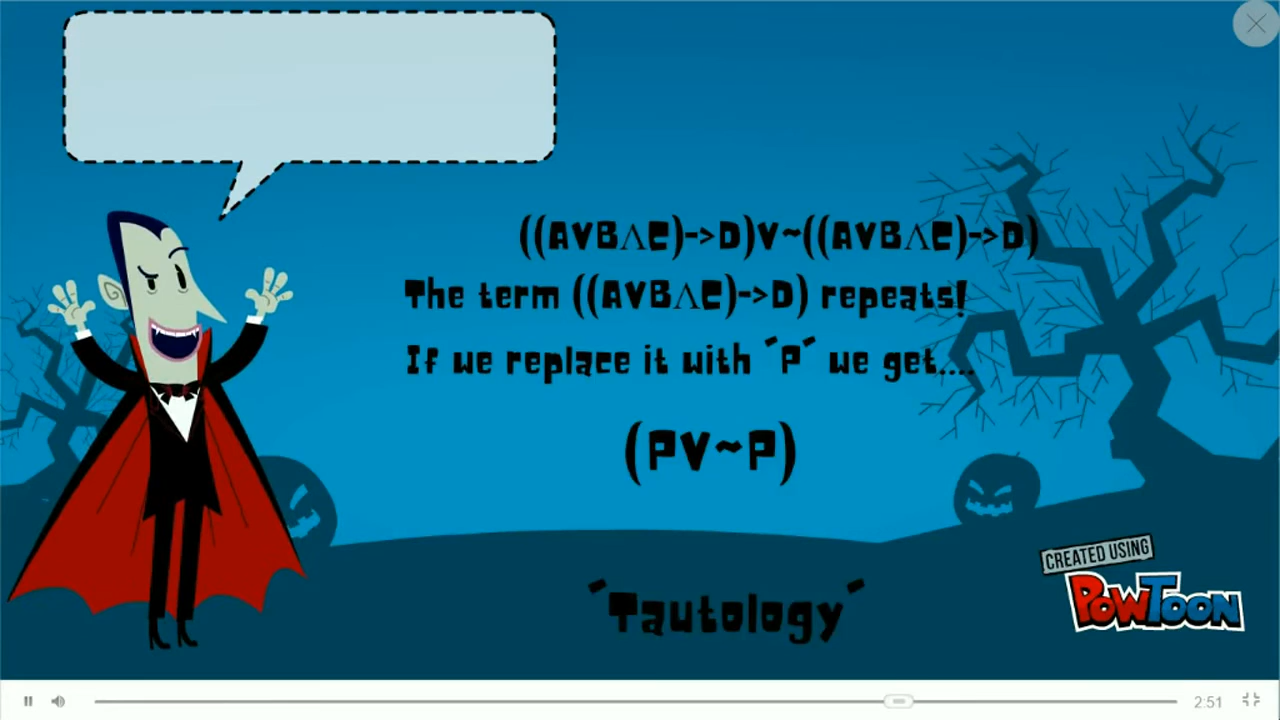 ((AVB∧C)->D)V~((AVB∧C)->D)
The term ((AVB∧C)->D) repeats!
If we replace it with ´P´ we get....
(PV~P)
´Tautology´
CREATED USING
POWTOON
2:51